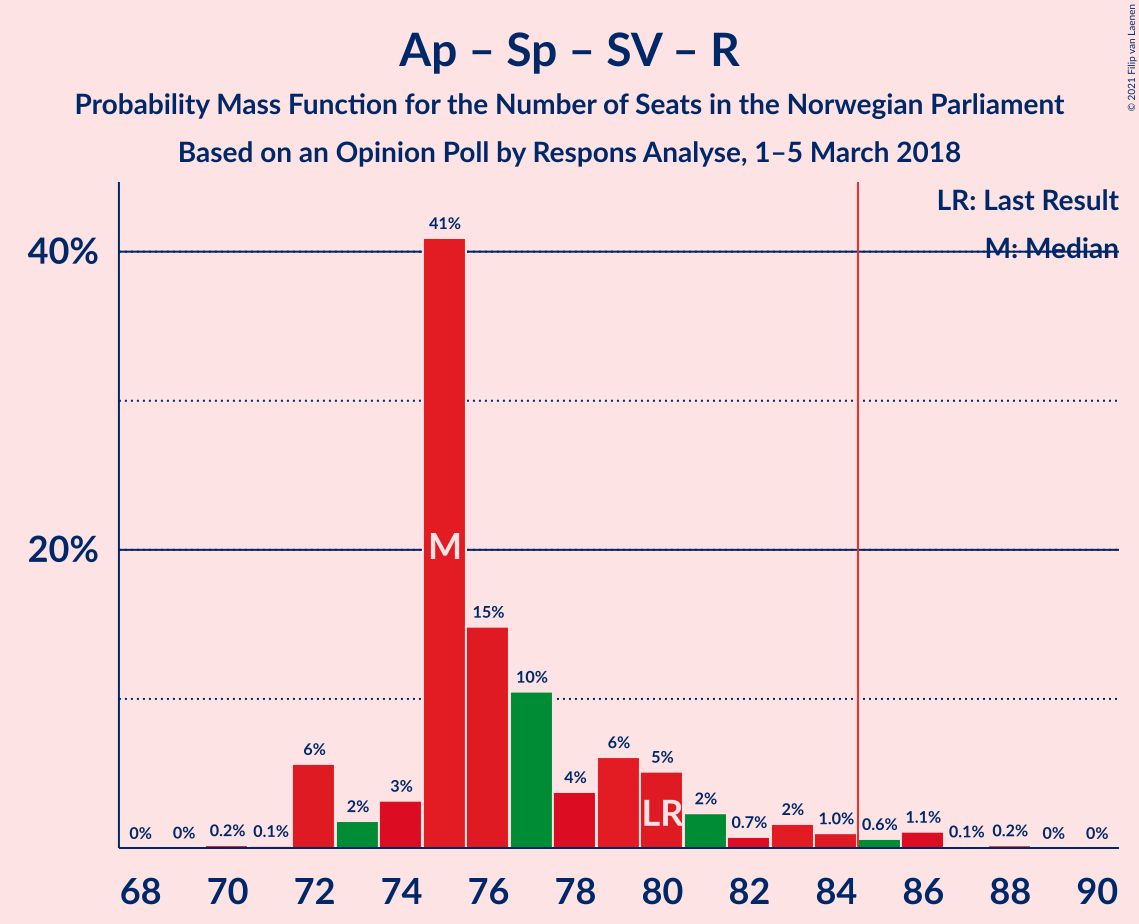 Ap – Sp – SV – R
Probability Mass Function for the Number of Seats in the Norwegian Parliament
Based on an Opinion Poll by Respons Analyse, 1–5 March 2018
© 2021 Filip van Laenen
LR: Last Result
M: Median
40%
20%
0%
0%
0.2%
0.1%
6%
2%
3%
41%
15%
10%
4%
6%
5%
2%
0.7%
2%
1.0%
0.6%
1.1%
0.1%
0.2%
0%
0%
M
LR
68 70 72 74 76 78 80 82 84 86 88 90